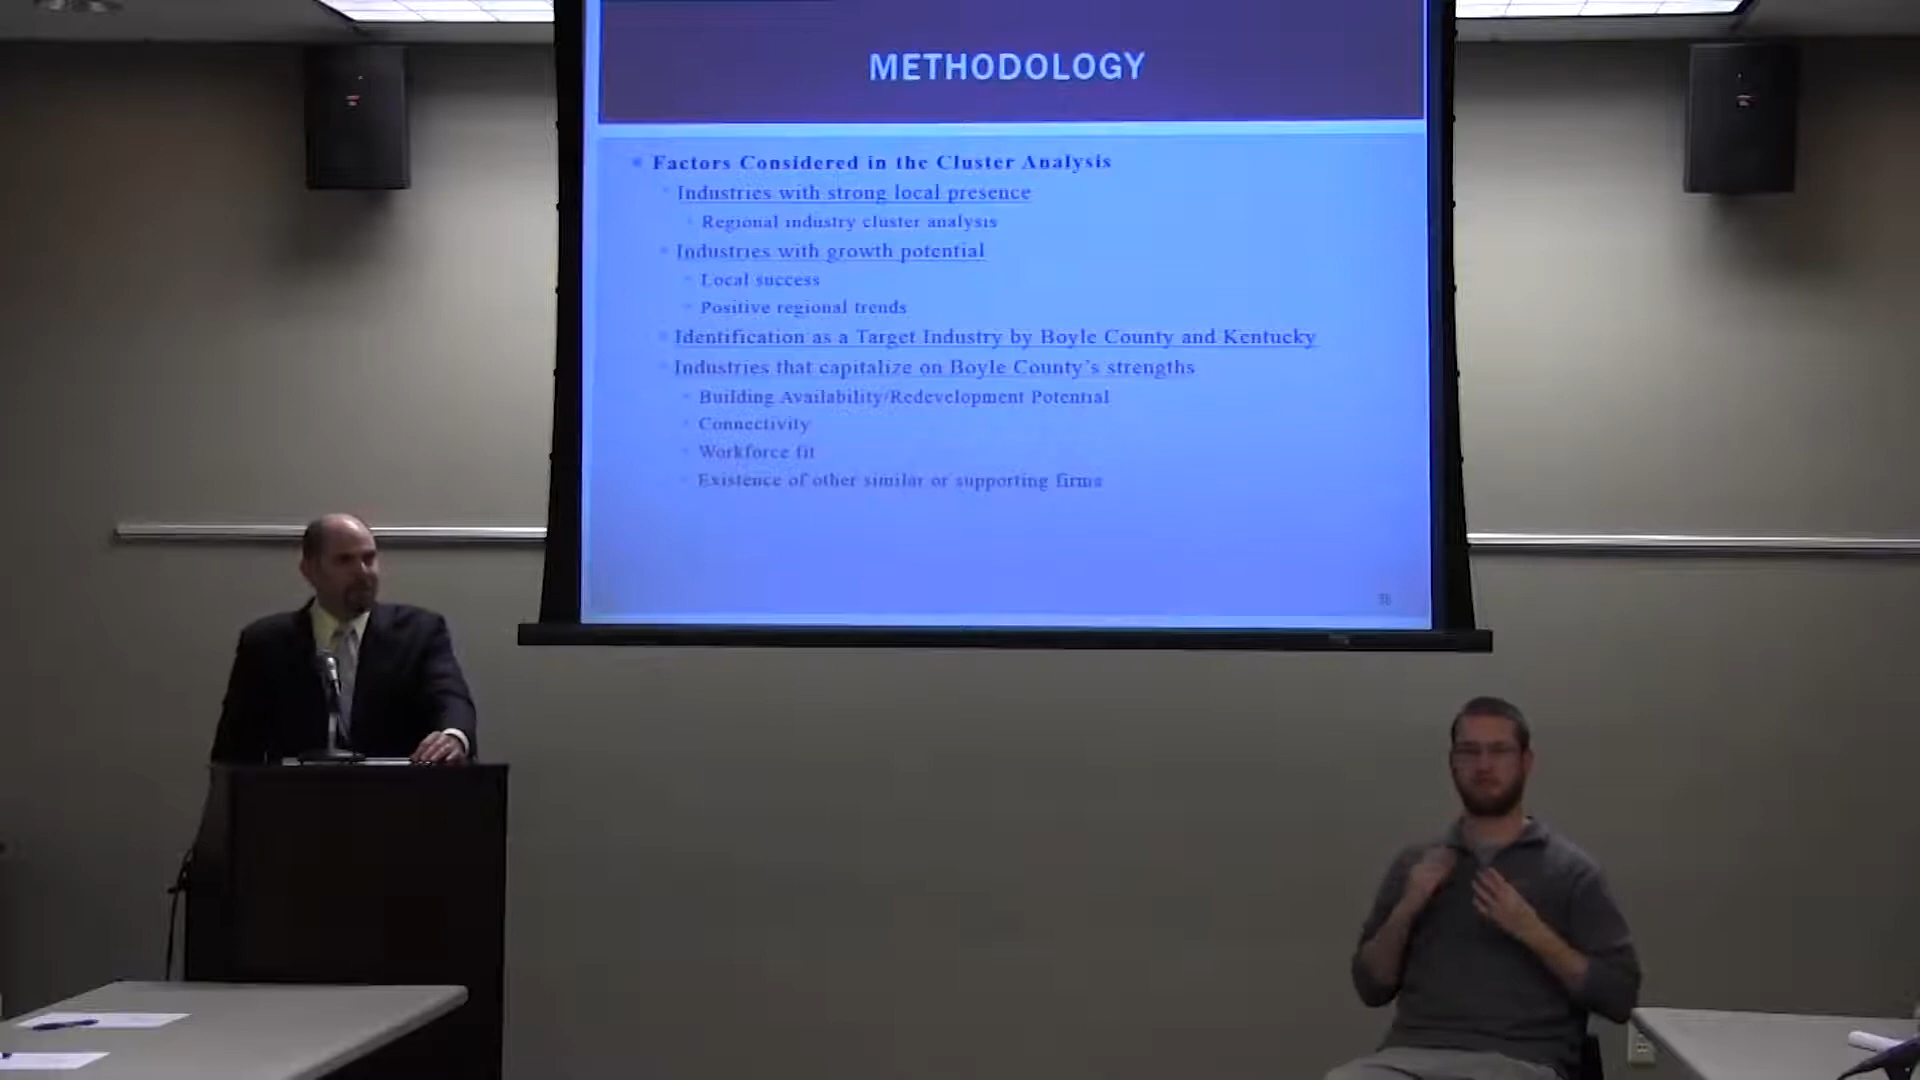 METHODOLOGY
Factors Considered in the Cluster Analysis
Industries with strong local presence
Regional industry cluster analysis
Industries with growth potential
Local success
Positive regional trends
Identification as a Target Industry by Boyle County and Kentucky
Industries that capitalize on Boyle County's strengths
Building Availability/Redevelopment Potential
Connectivity
Workforce fit
Existence of other similar or supporting firms